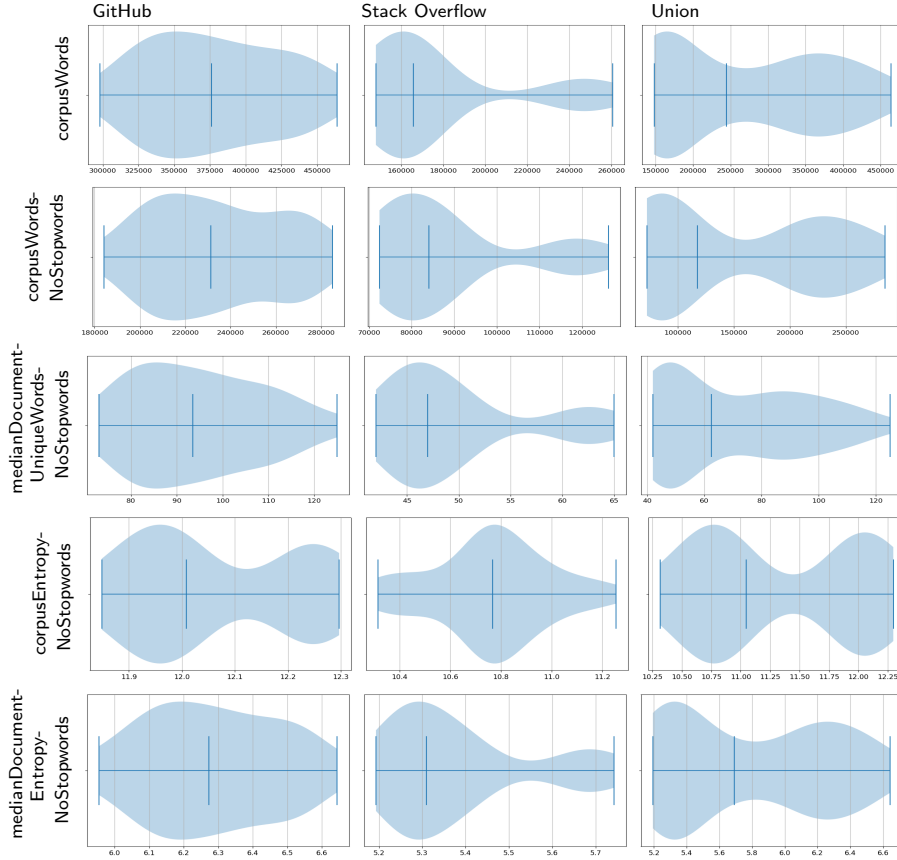 GitHub Stack Overflow Union
corpusWords
300000 325000 350000 375000 400000 425000 450000
160000 180000 200000 220000 240000 260000
150000 200000 250000 300000 350000 400000 450000
corpusWords-
NoStopwords
180000 200000 220000 240000 260000 280000
70000 80000 90000 100000 110000 120000
100000 150000 200000 250000
medianDocument-
UniqueWords-
NoStopwords
80 90 100 110 120
45 50 55 60 65
40 60 80 100 120
corpusEntropy-
NoStopwords
11.9 12.0 12.1 12.2 12.3
10.4 10.6 10.8 11.0 11.2
10.25 10.50 10.75 11.00 11.25 11.50 11.75 12.00 12.25
medianDocument-
Entropy-
NoStopwords
6.0 6.1 6.2 6.3 6.4 6.5 6.6
5.2 5.3 5.4 5.5 5.6 5.7
5.2 5.4 5.6 5.8 6.0 6.2 6.4 6.6